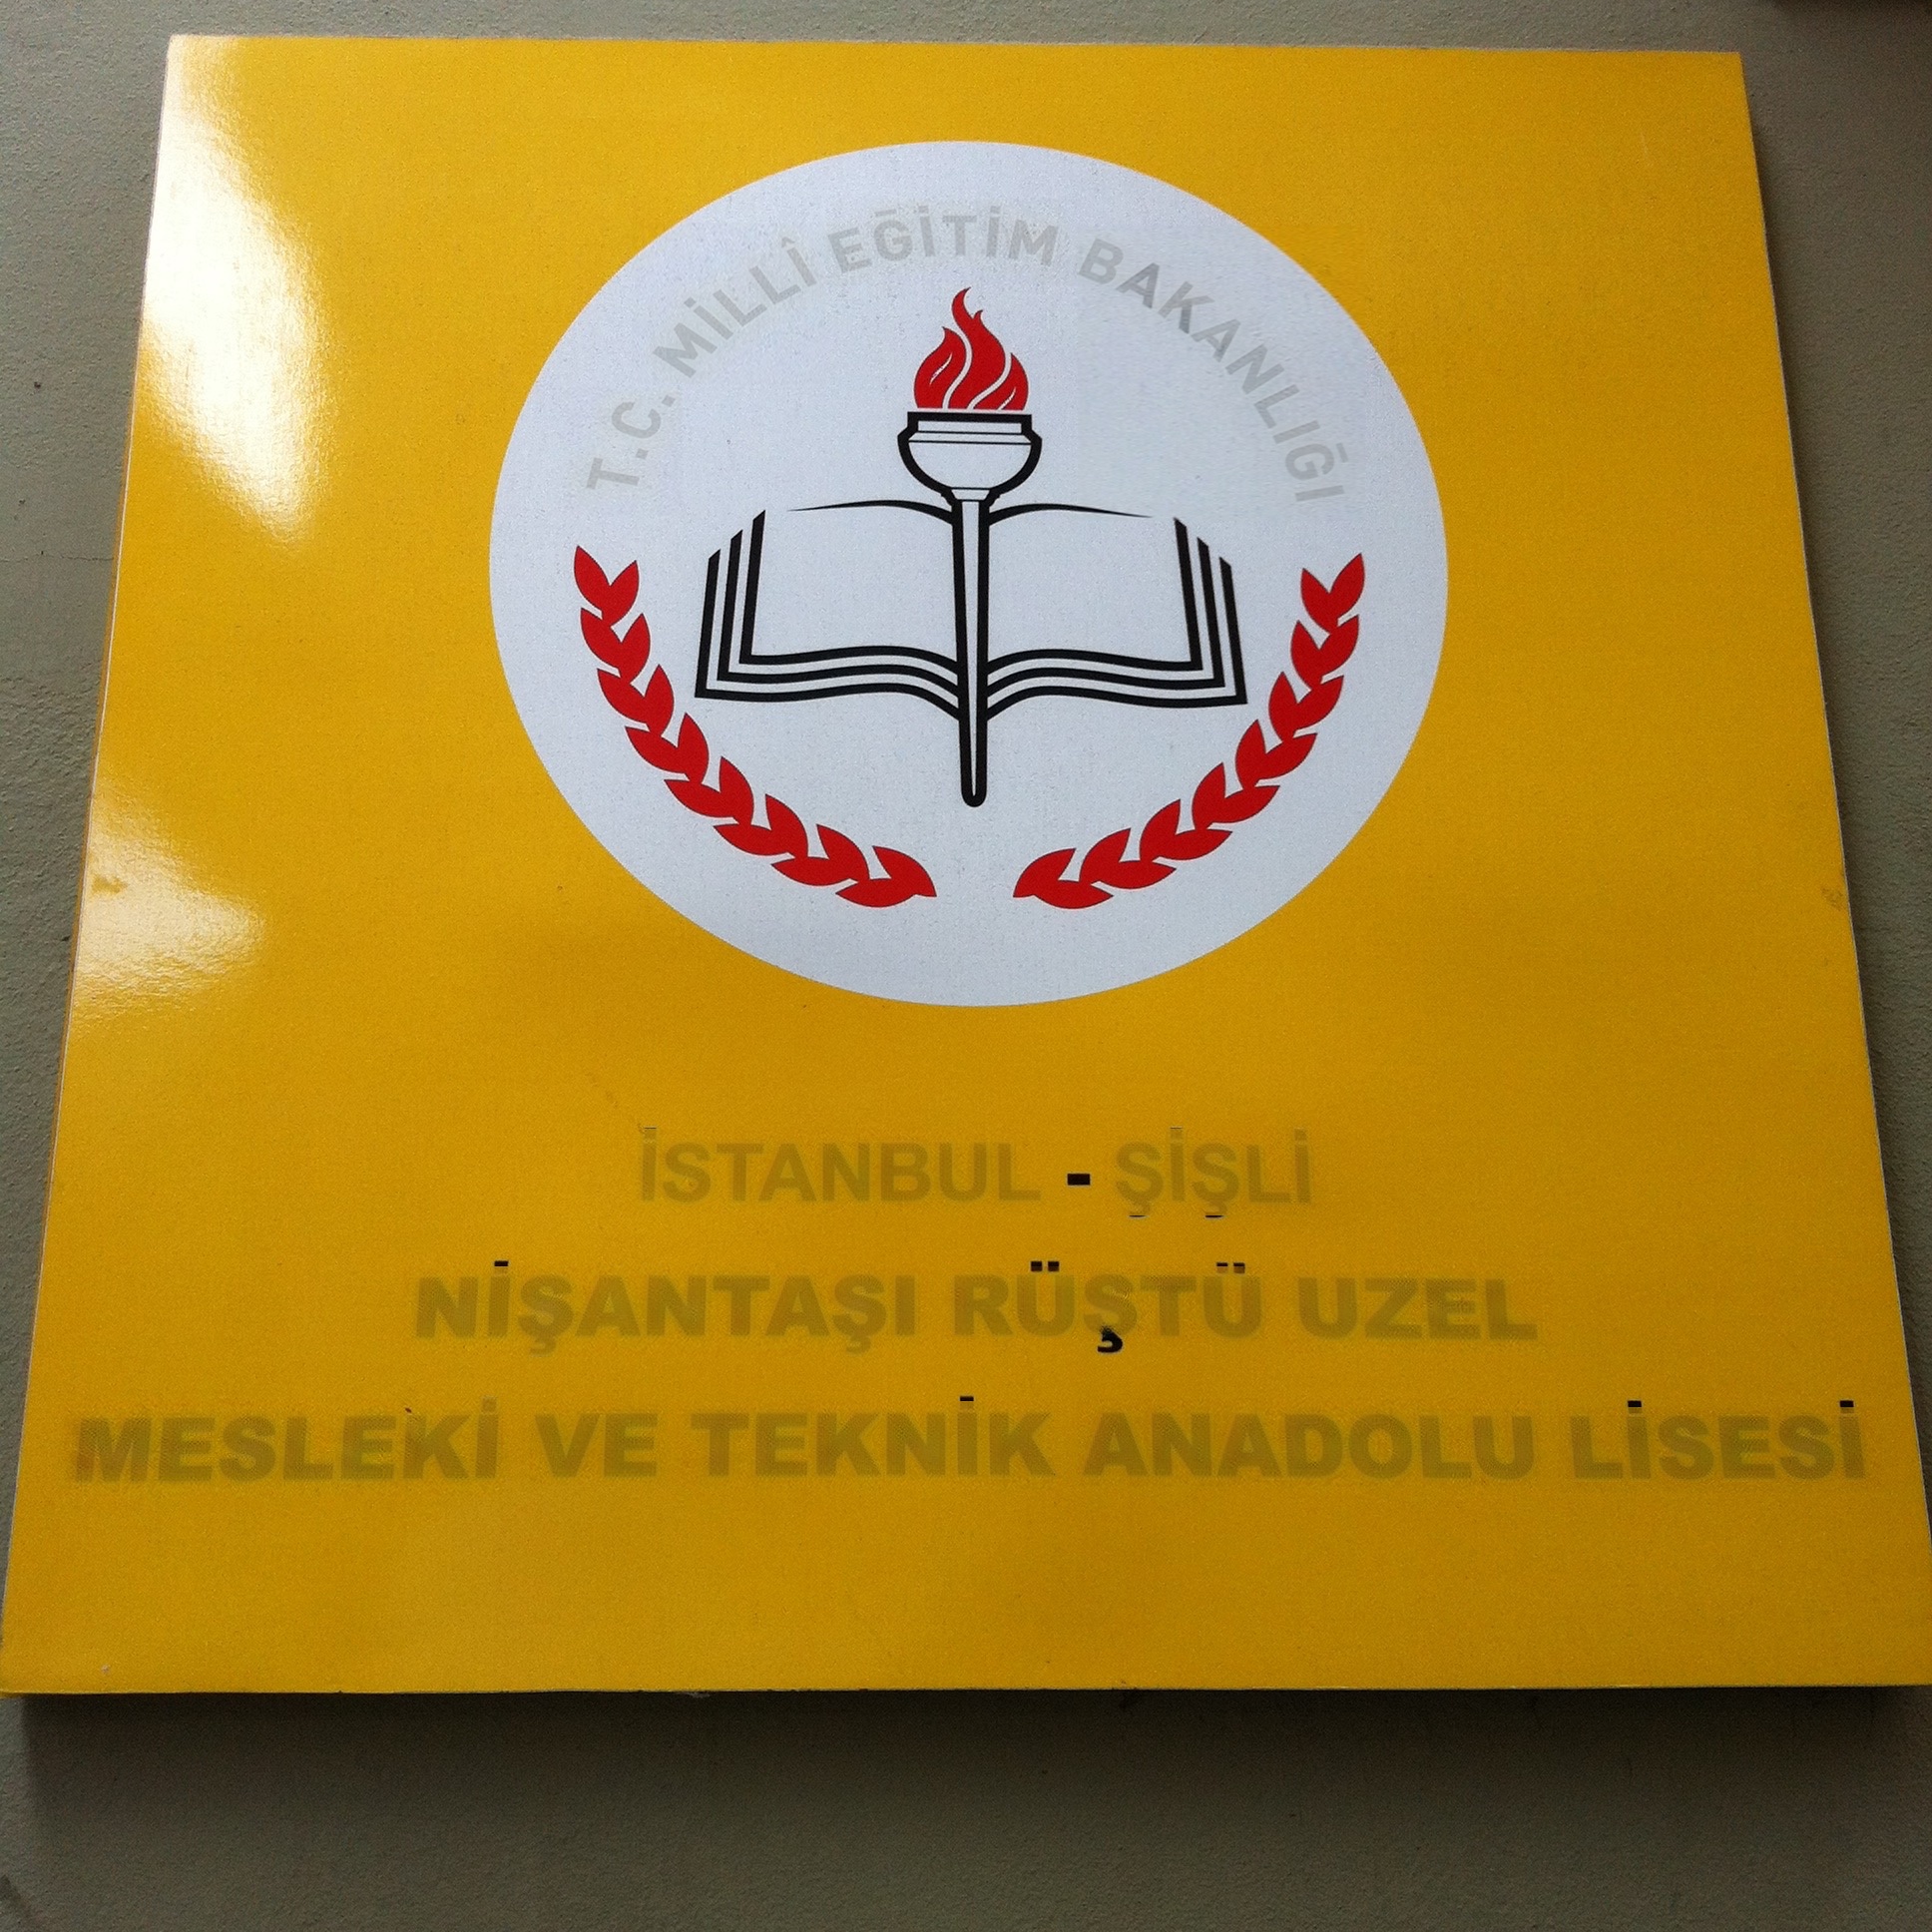 T.C. MİLLÎ EĞİTİM BAKANLIĞI
İSTANBUL - ŞİŞLİ
NİŞANTAŞI RÜŞTÜ UZEL
MESLEKİ VE TEKNİK ANADOLU LİSESİ